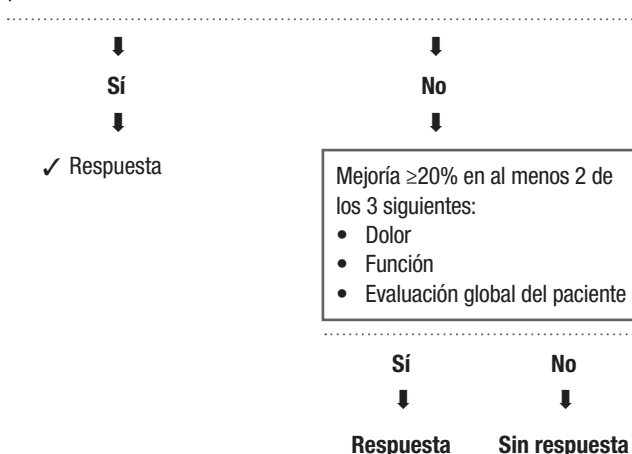 Sí No
✓ Respuesta
Mejoría ≥20% en al menos 2 de
los 3 siguientes:
• Dolor
• Función
• Evaluación global del paciente
Sí No
Respuesta Sin respuesta